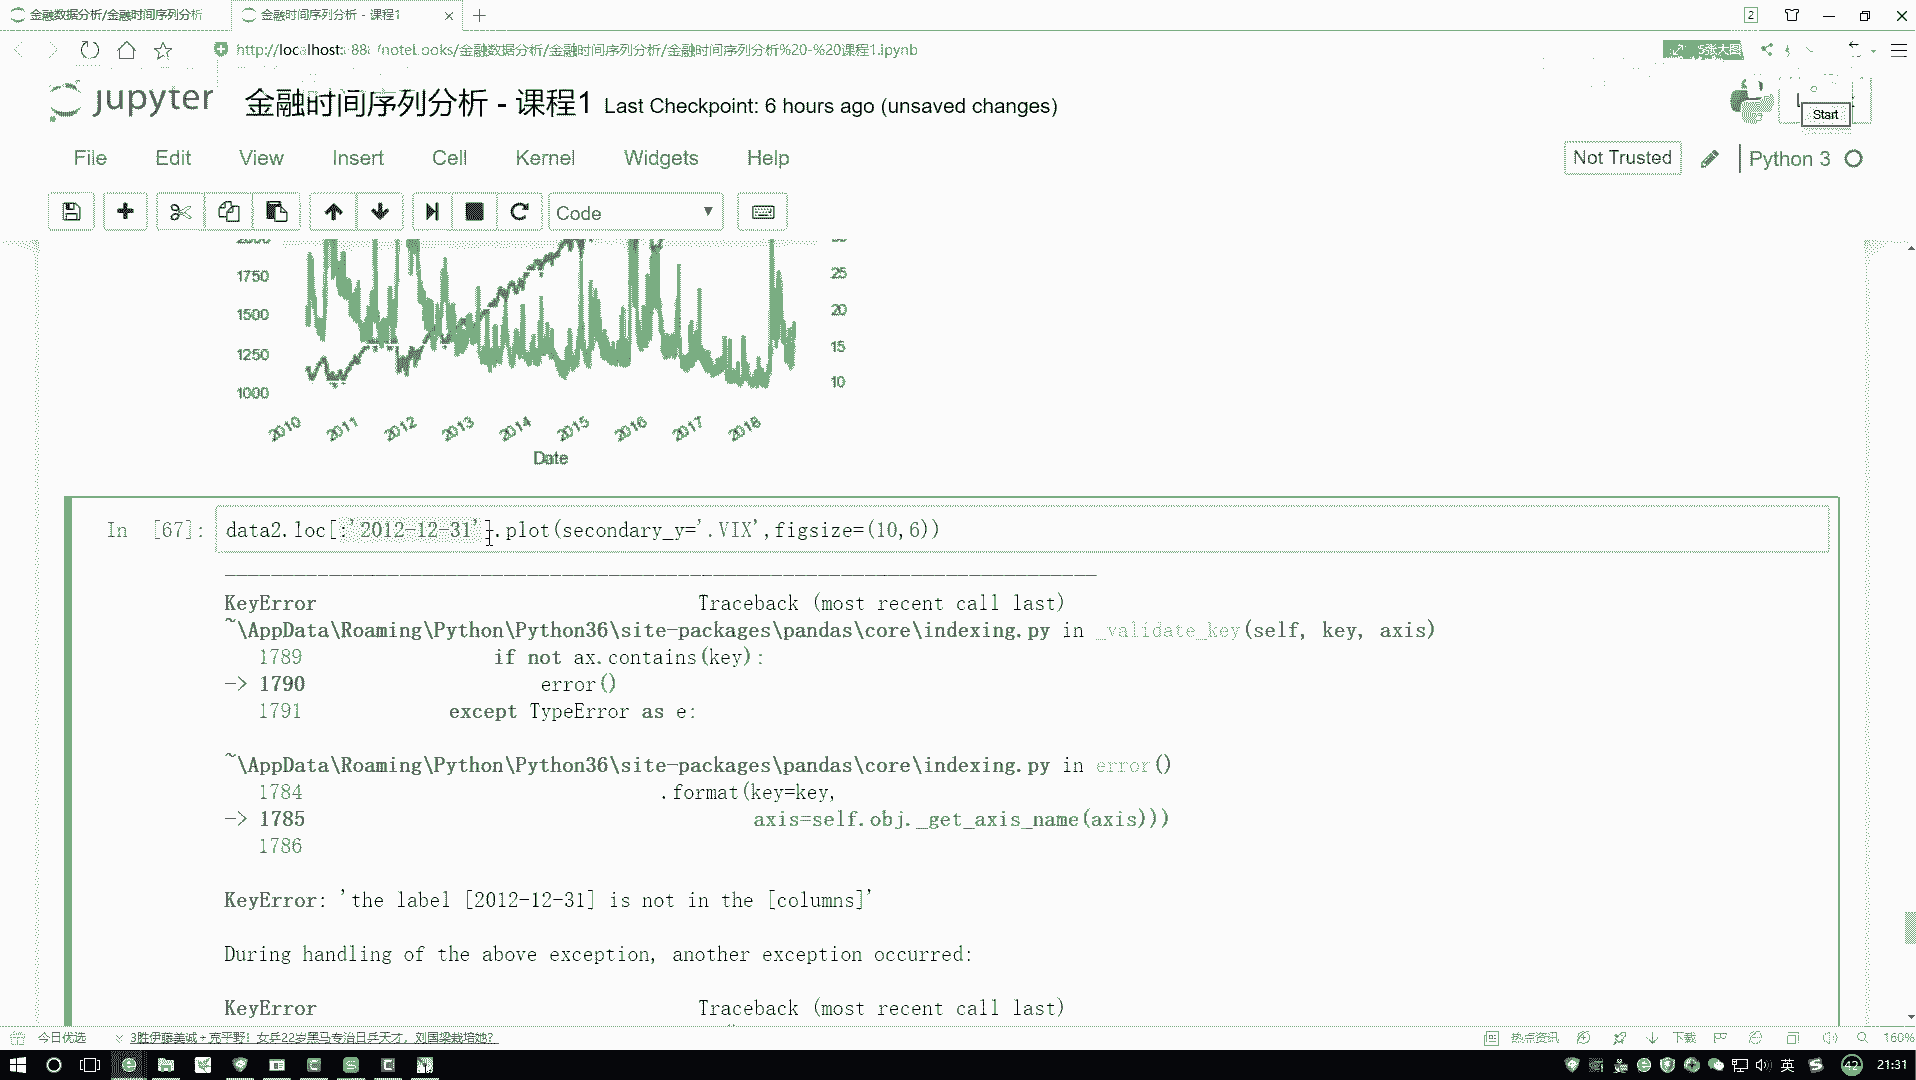 金融数据分析/金融时间序列分析
金融时间序列分析 - 课程1
2
金融数据分析/金融时间序列分析/金融时间序列分析%20-%20课程1.ipynb
5张大图
jupyter
金融时间序列分析 - 课程1 Last Checkpoint: 6 hours ago (unsaved changes)
Start
File Edit View Insert Cell Kernel Widgets Help
Not Trusted
Python 3
Code
1750
1500
1250
1000
25
20
15
10
2010 2011 2012 2013 2014 2015 2016 2017 2018
Date
In [67]: data2.loc[:'2012-12-31'].plot(secondary_y='.VIX',figsize=(10,6))
KeyError Traceback (most recent call last)
~\AppData\Roaming\Python\Python36\site-packages\pandas\core\indexing.py in _validate_key(self, key, axis)
1789 if not ax.contains(key):
-> 1790 error()
1791 except TypeError as e:
~\AppData\Roaming\Python\Python36\site-packages\pandas\core\indexing.py in error()
1784 .format(key=key,
-> 1785 axis=self.obj._get_axis_name(axis)))
1786
KeyError: 'the label [2012-12-31] is not in the [columns]'
During handling of the above exception, another exception occurred:
KeyError Traceback (most recent call last)
今日优选
3胜伊藤美诚+克平野! 女乒22岁黑马专治日乒天才，刘国梁栽培她?
热点资讯
下载
160%
英
42
21:31